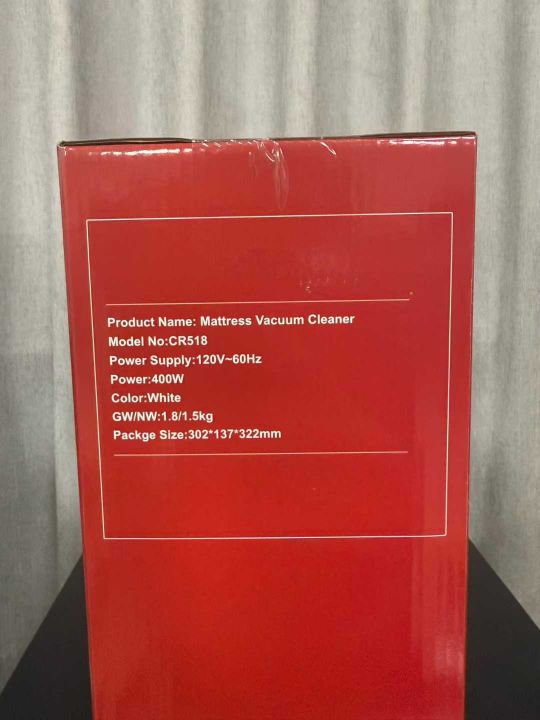 Product Name: Mattress Vacuum Cleaner
Model No:CR518
Power Supply:120V~60Hz
Power:400W
Color:White
GW/NW:1.8/1.5kg
Packge Size:302*137*322mm